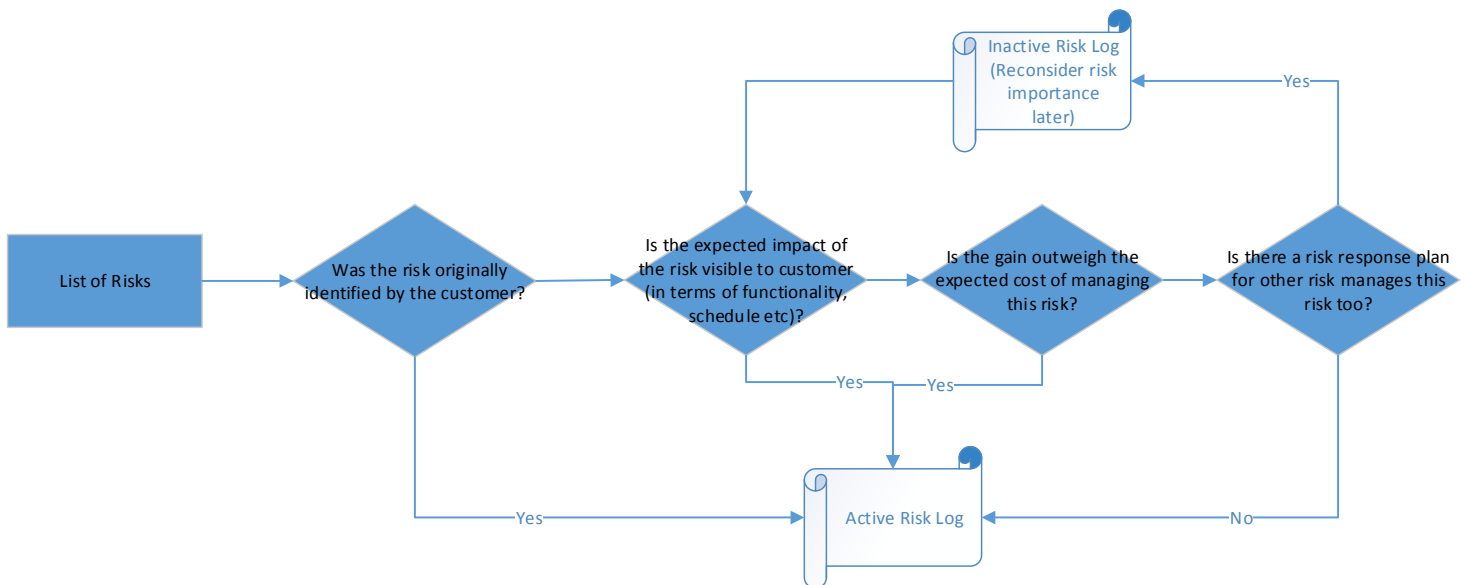 Inactive Risk Log
(Reconsider risk
importance
later)
Yes
List of Risks
Was the risk originally
identified by the customer?
Is the expected impact of
the risk visible to customer
(in terms of functionality,
schedule etc)?
Is the gain outweigh the
expected cost of managing
this risk?
Is there a risk response plan
for other risk manages this
risk too?
Yes
Yes
Yes
Active Risk Log
No